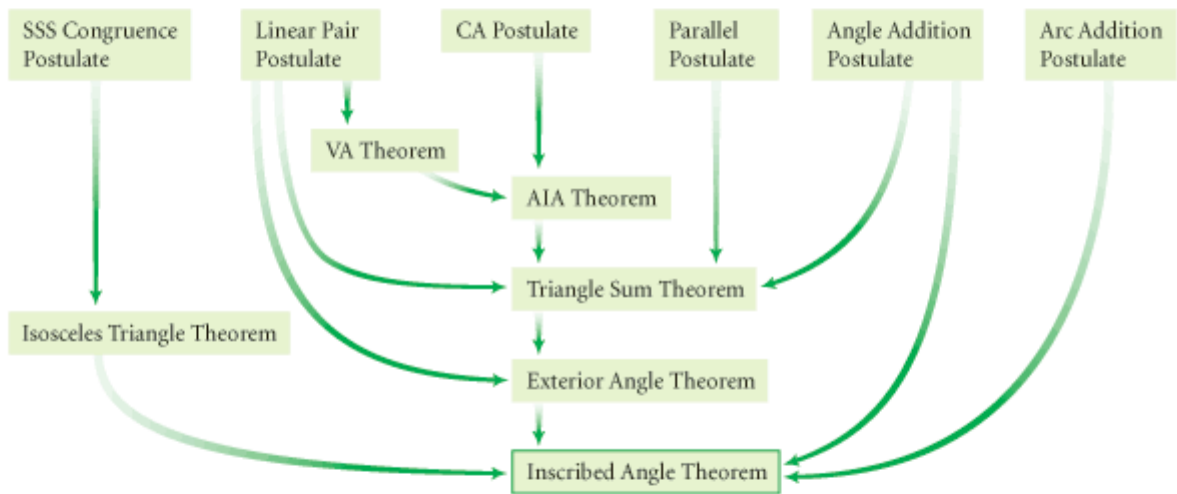 SSS Congruence
Postulate
Linear Pair
Postulate
CA Postulate
Parallel
Postulate
Angle Addition
Postulate
Arc Addition
Postulate
VA Theorem
AIA Theorem
Triangle Sum Theorem
Isosceles Triangle Theorem
Exterior Angle Theorem
Inscribed Angle Theorem